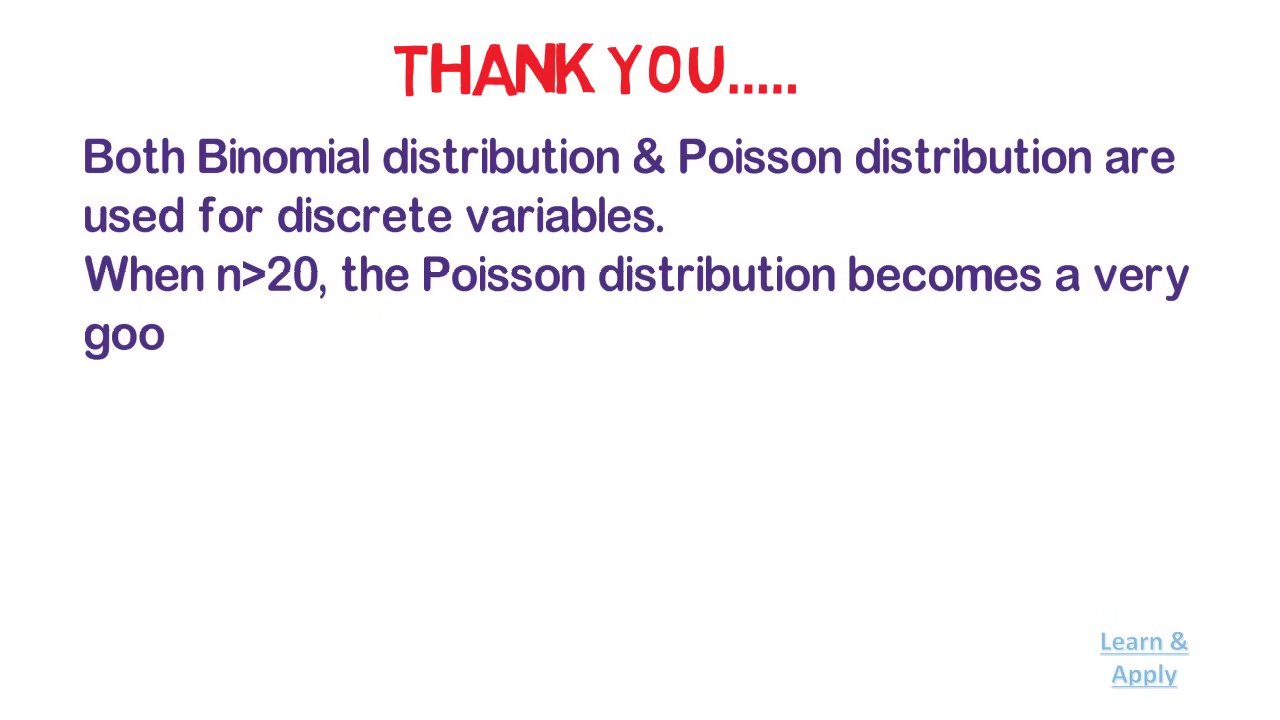 THANK YOU.....
Both Binomial distribution & Poisson distribution are
used for discrete variables.
When n>20, the Poisson distribution becomes a very
goo
Learn &
Apply